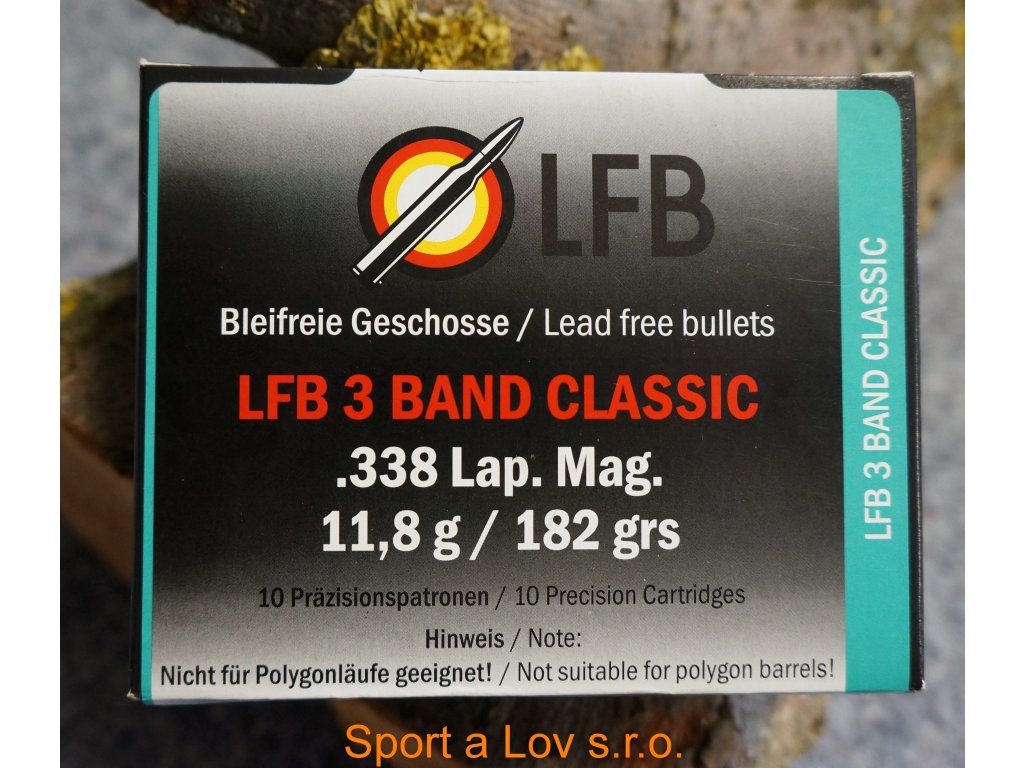 LFB
Bleifreie Geschosse / Lead free bullets
LFB 3 BAND CLASSIC
.338 Lap. Mag.
11,8 g / 182 grs
10 Präzisionspatronen / 10 Precision Cartridges
Hinweis / Note:
Nicht für Polygonläufe geeignet! / Not suitable for polygon barrels!
LFB 3 BAND CLASSIC
Sport a Lov s.r.o.